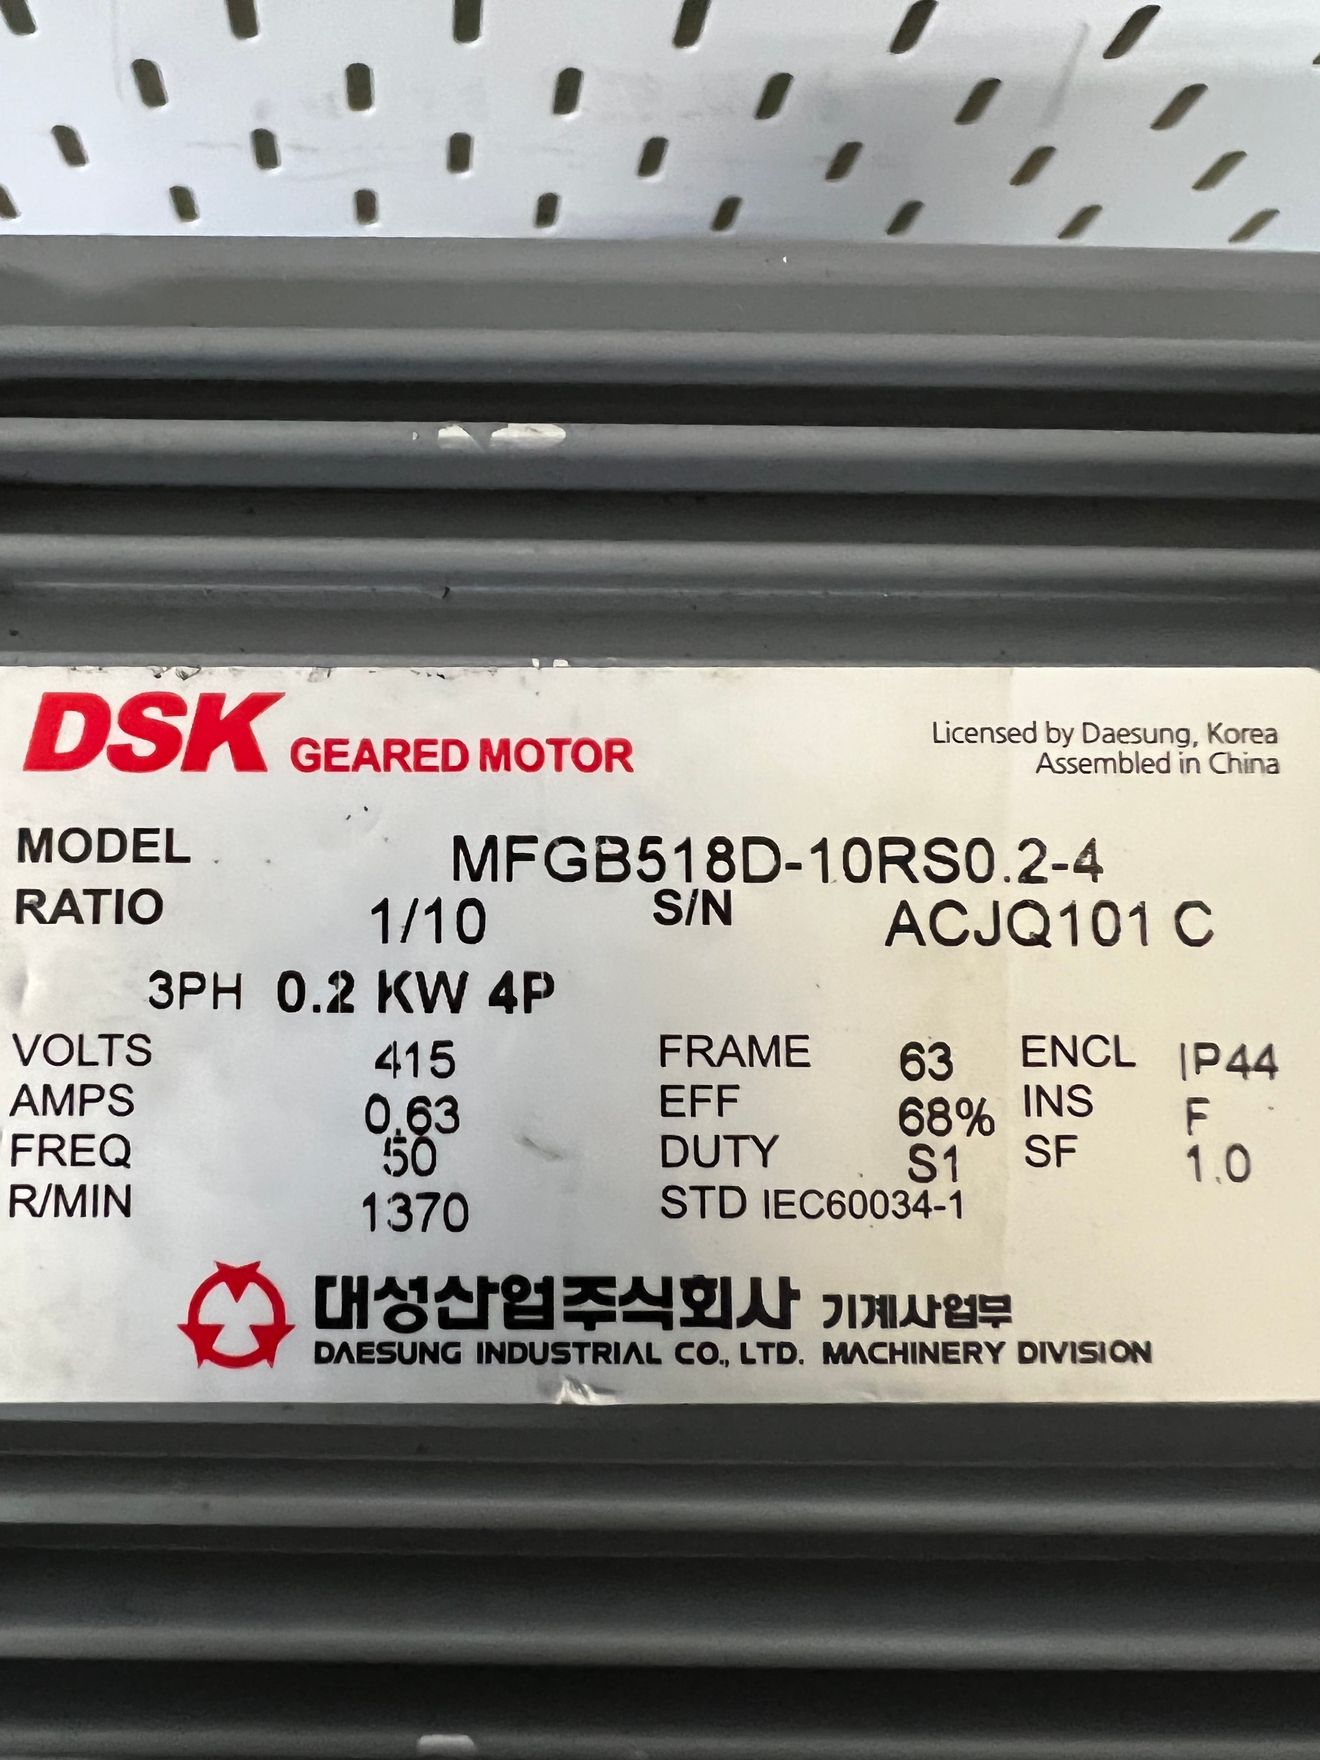 DSK GEARED MOTOR
Licensed by Daesung, Korea
Assembled in China
MODEL MFGB518D-10RS0.2-4
RATIO 1/10 S/N ACJQ101 C
3PH 0.2 KW 4P
VOLTS 415 FRAME 63 ENCL IP44
AMPS 0.63 EFF 68% INS F
FREQ 50 DUTY S1 SF 1.0
R/MIN 1370 STD IEC60034-1
대성산업주식회사 기계사업부
DAESUNG INDUSTRIAL CO., LTD. MACHINERY DIVISION